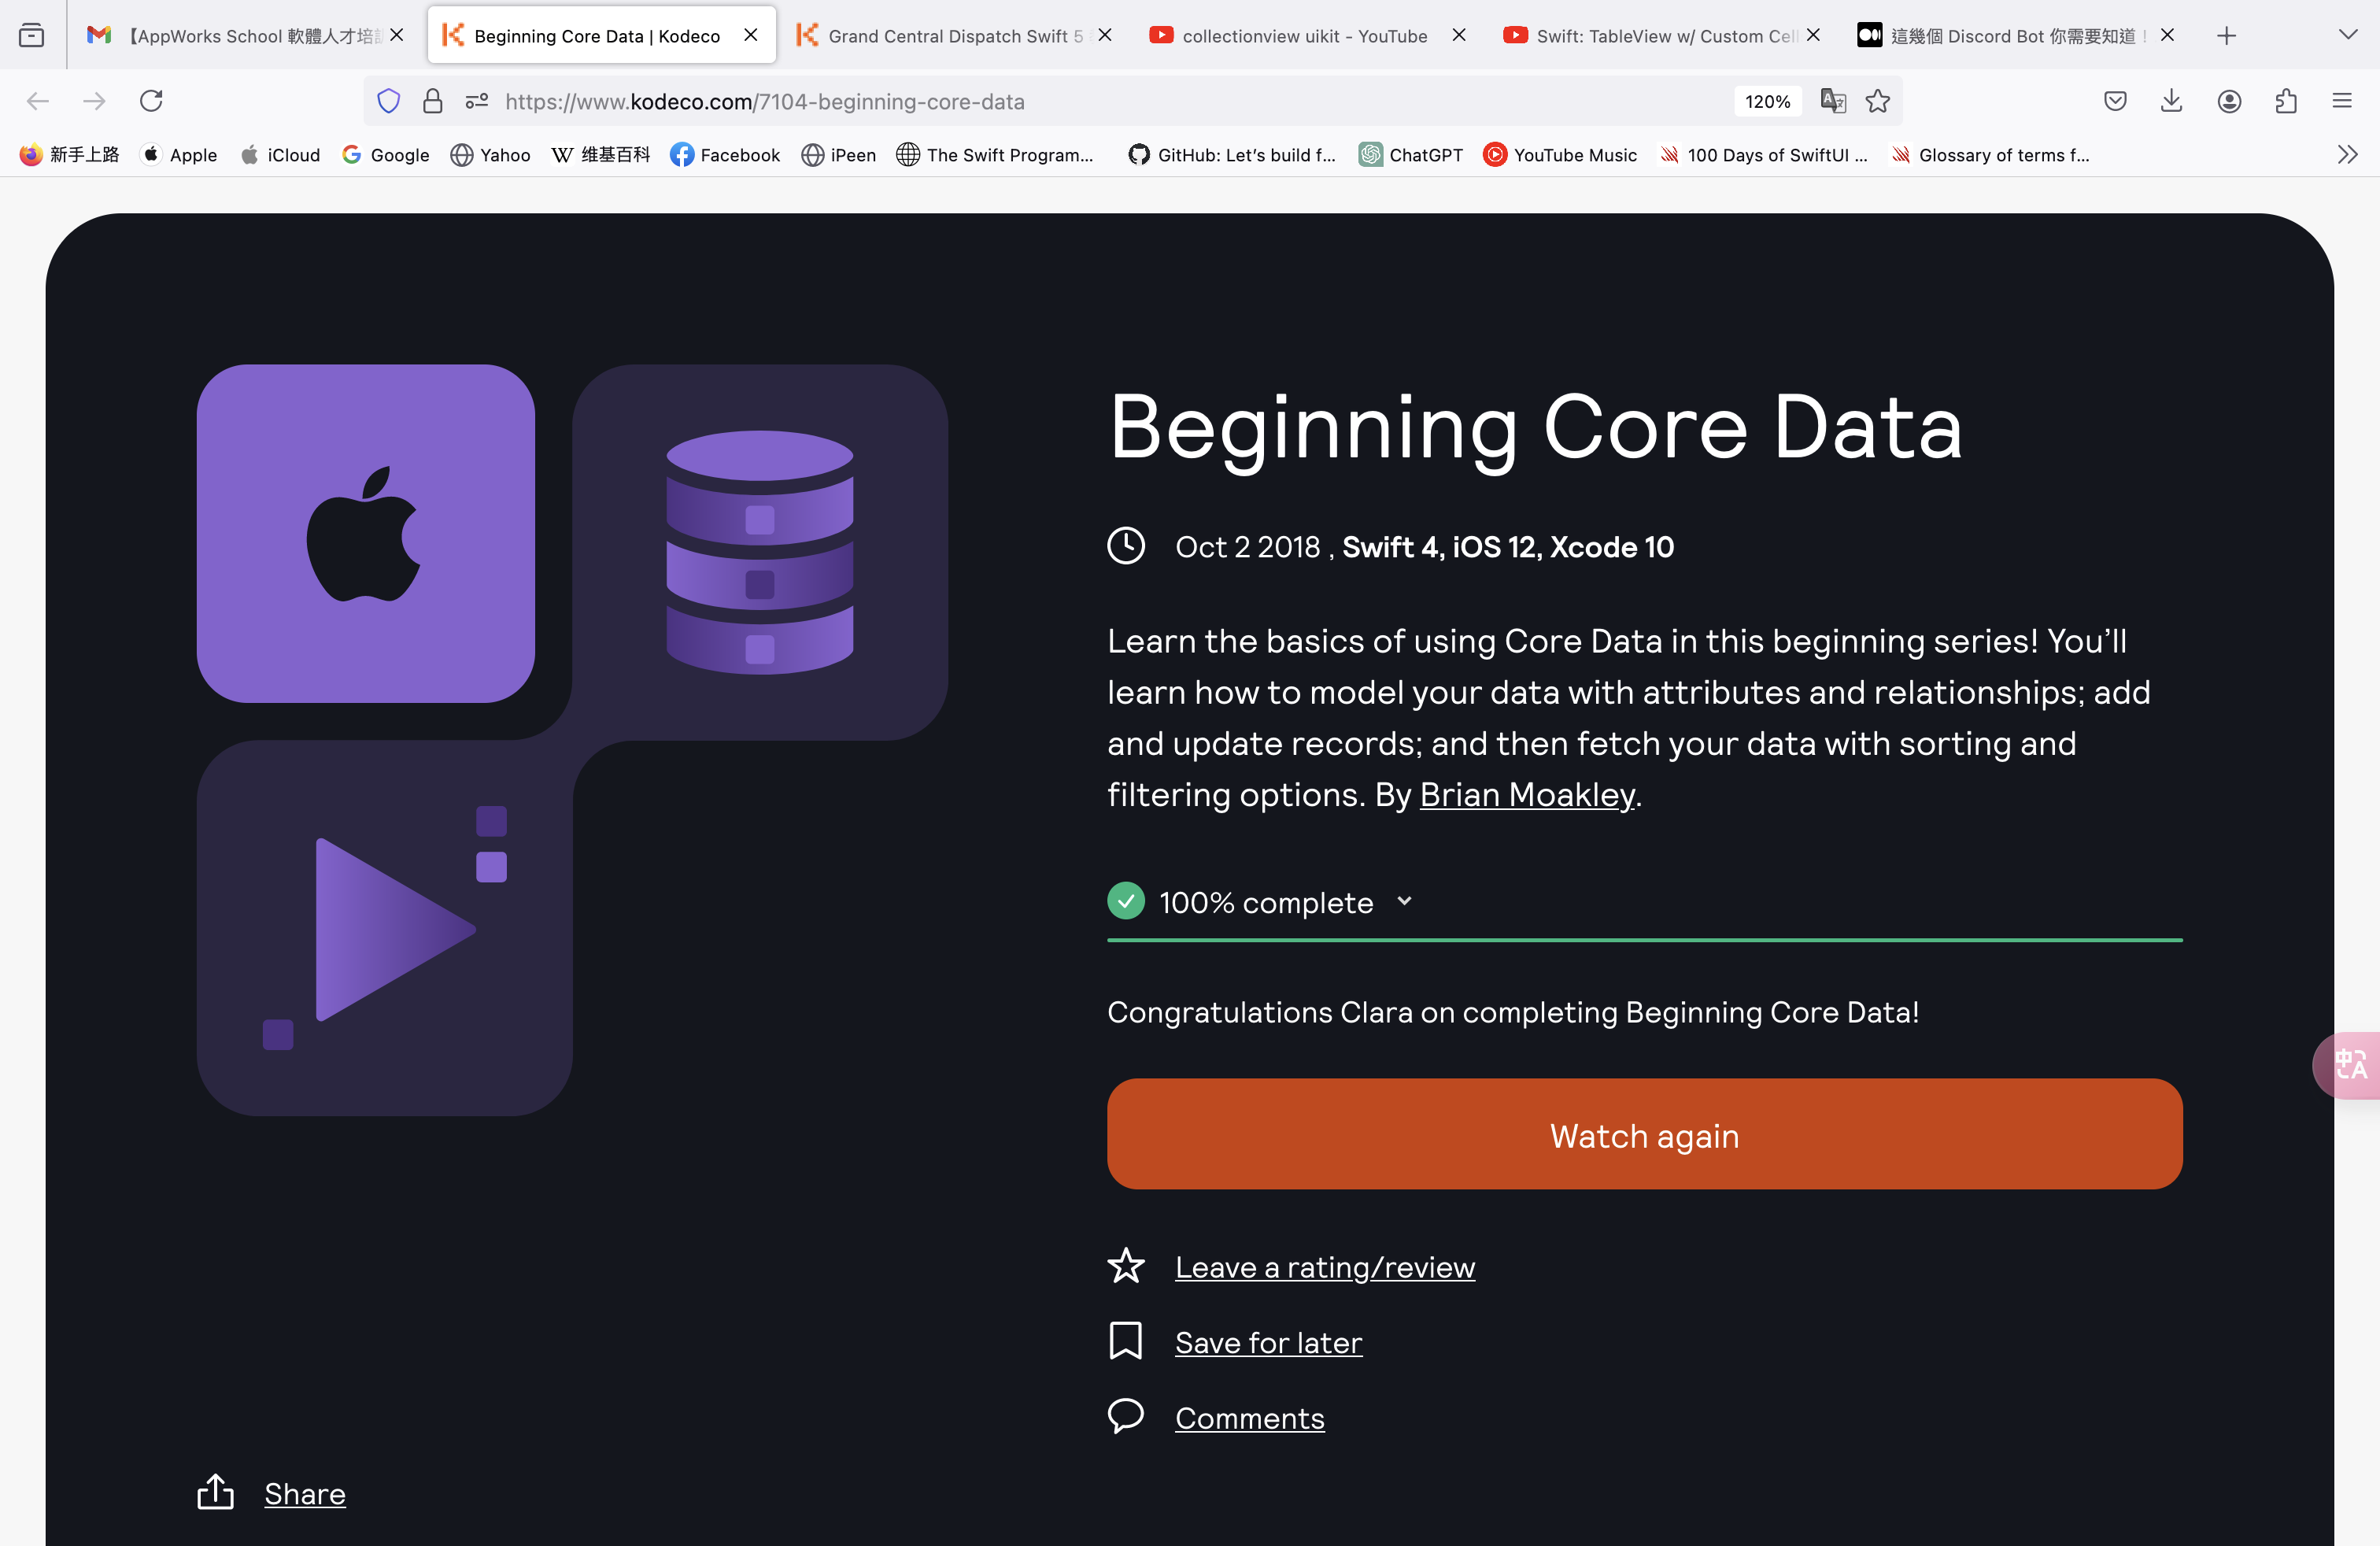 【AppWorks School 軟體人才培
Beginning Core Data | Kodeco
Grand Central Dispatch Swift 5
collectionview uikit - YouTube
Swift: TableView w/ Custom Cell
這幾個 Discord Bot 你需要知道！
https://www.kodeco.com/7104-beginning-core-data
120%
新手上路
Apple
iCloud
Google
Yahoo
W 维基百科
Facebook
iPeen
The Swift Program...
GitHub: Let's build f...
ChatGPT
YouTube Music
100 Days of SwiftUI ...
Glossary of terms f...
Beginning Core Data
Oct 2 2018 , Swift 4, iOS 12, Xcode 10
Learn the basics of using Core Data in this beginning series! You'll
learn how to model your data with attributes and relationships; add
and update records; and then fetch your data with sorting and
filtering options. By Brian Moakley.
100% complete
Congratulations Clara on completing Beginning Core Data!
Watch again
Leave a rating/review
Save for later
Comments
Share